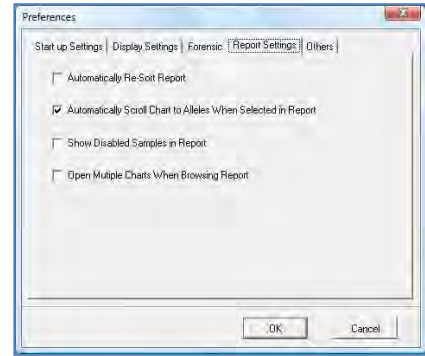 Preferences
Start up Settings Display Settings Forensic Report Settings Others
Automatically Re-Sort Report
Automatically Scroll Chart to Alleles When Selected in Report
Show Disabled Samples in Report
Open Mutiple Charts When Browsing Report
OK Cancel